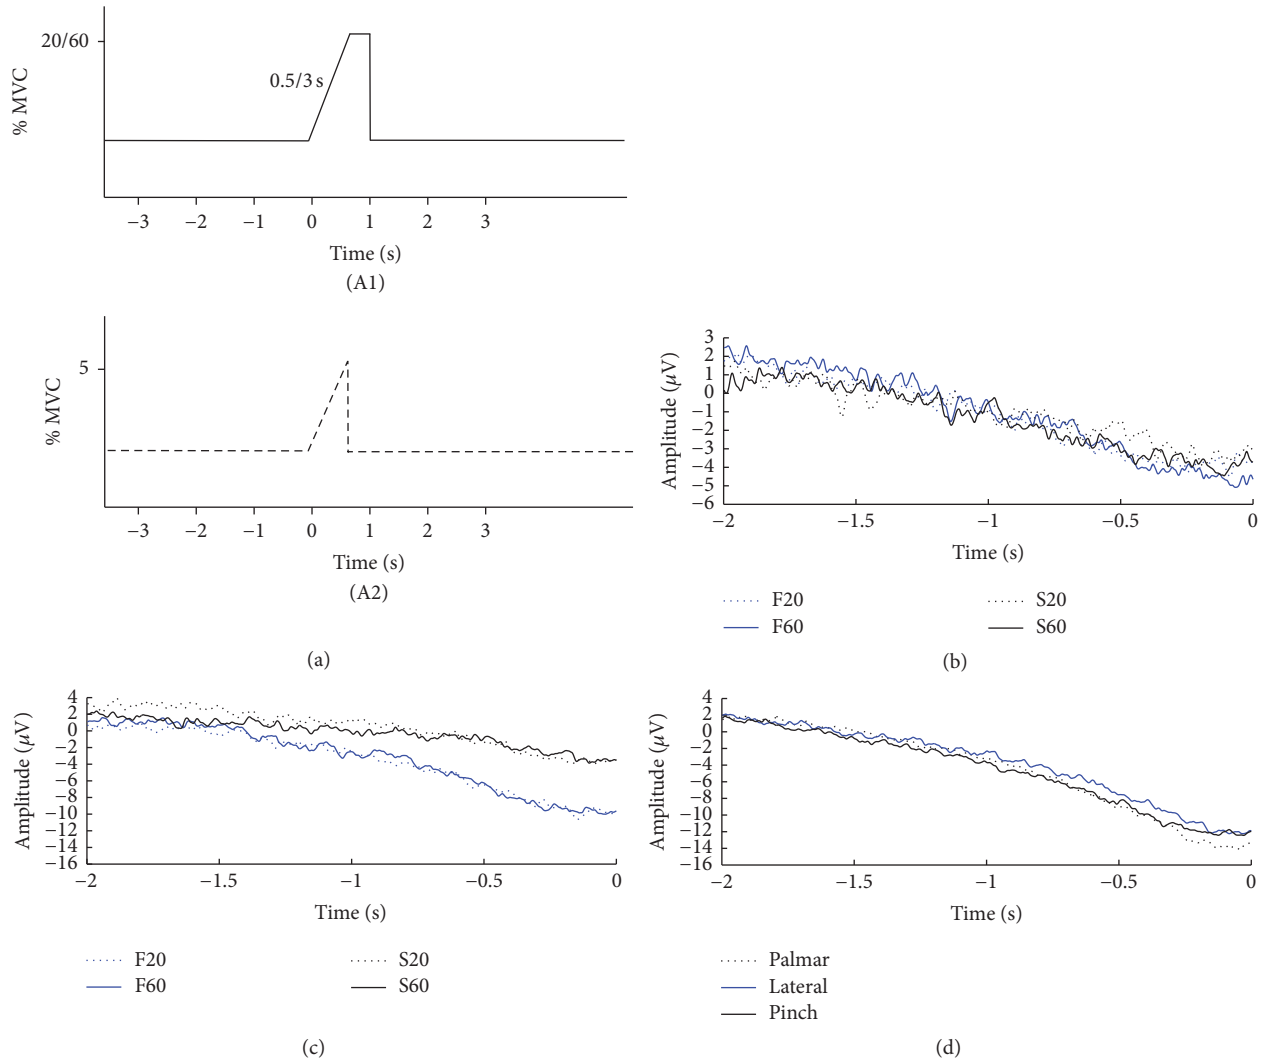 20/60
% MVC
0.5/3 s
−3 −2 −1 0 1 2 3
Time (s)
(A1)
5
% MVC
−3 −2 −1 0 1 2 3
Time (s)
(A2)
(a)
3
2
1
0
−1
−2
−3
−4
−5
−6
Amplitude (μV)
−2 −1.5 −1 −0.5 0
Time (s)
F20 S20
F60 S60
(b)
4
2
0
−2
−4
−6
−8
−10
−12
−14
−16
Amplitude (μV)
−2 −1.5 −1 −0.5 0
Time (s)
F20 S20
F60 S60
(c)
4
2
0
−2
−4
−6
−8
−10
−12
−14
−16
Amplitude (μV)
−2 −1.5 −1 −0.5 0
Time (s)
Palmar
Lateral
Pinch
(d)